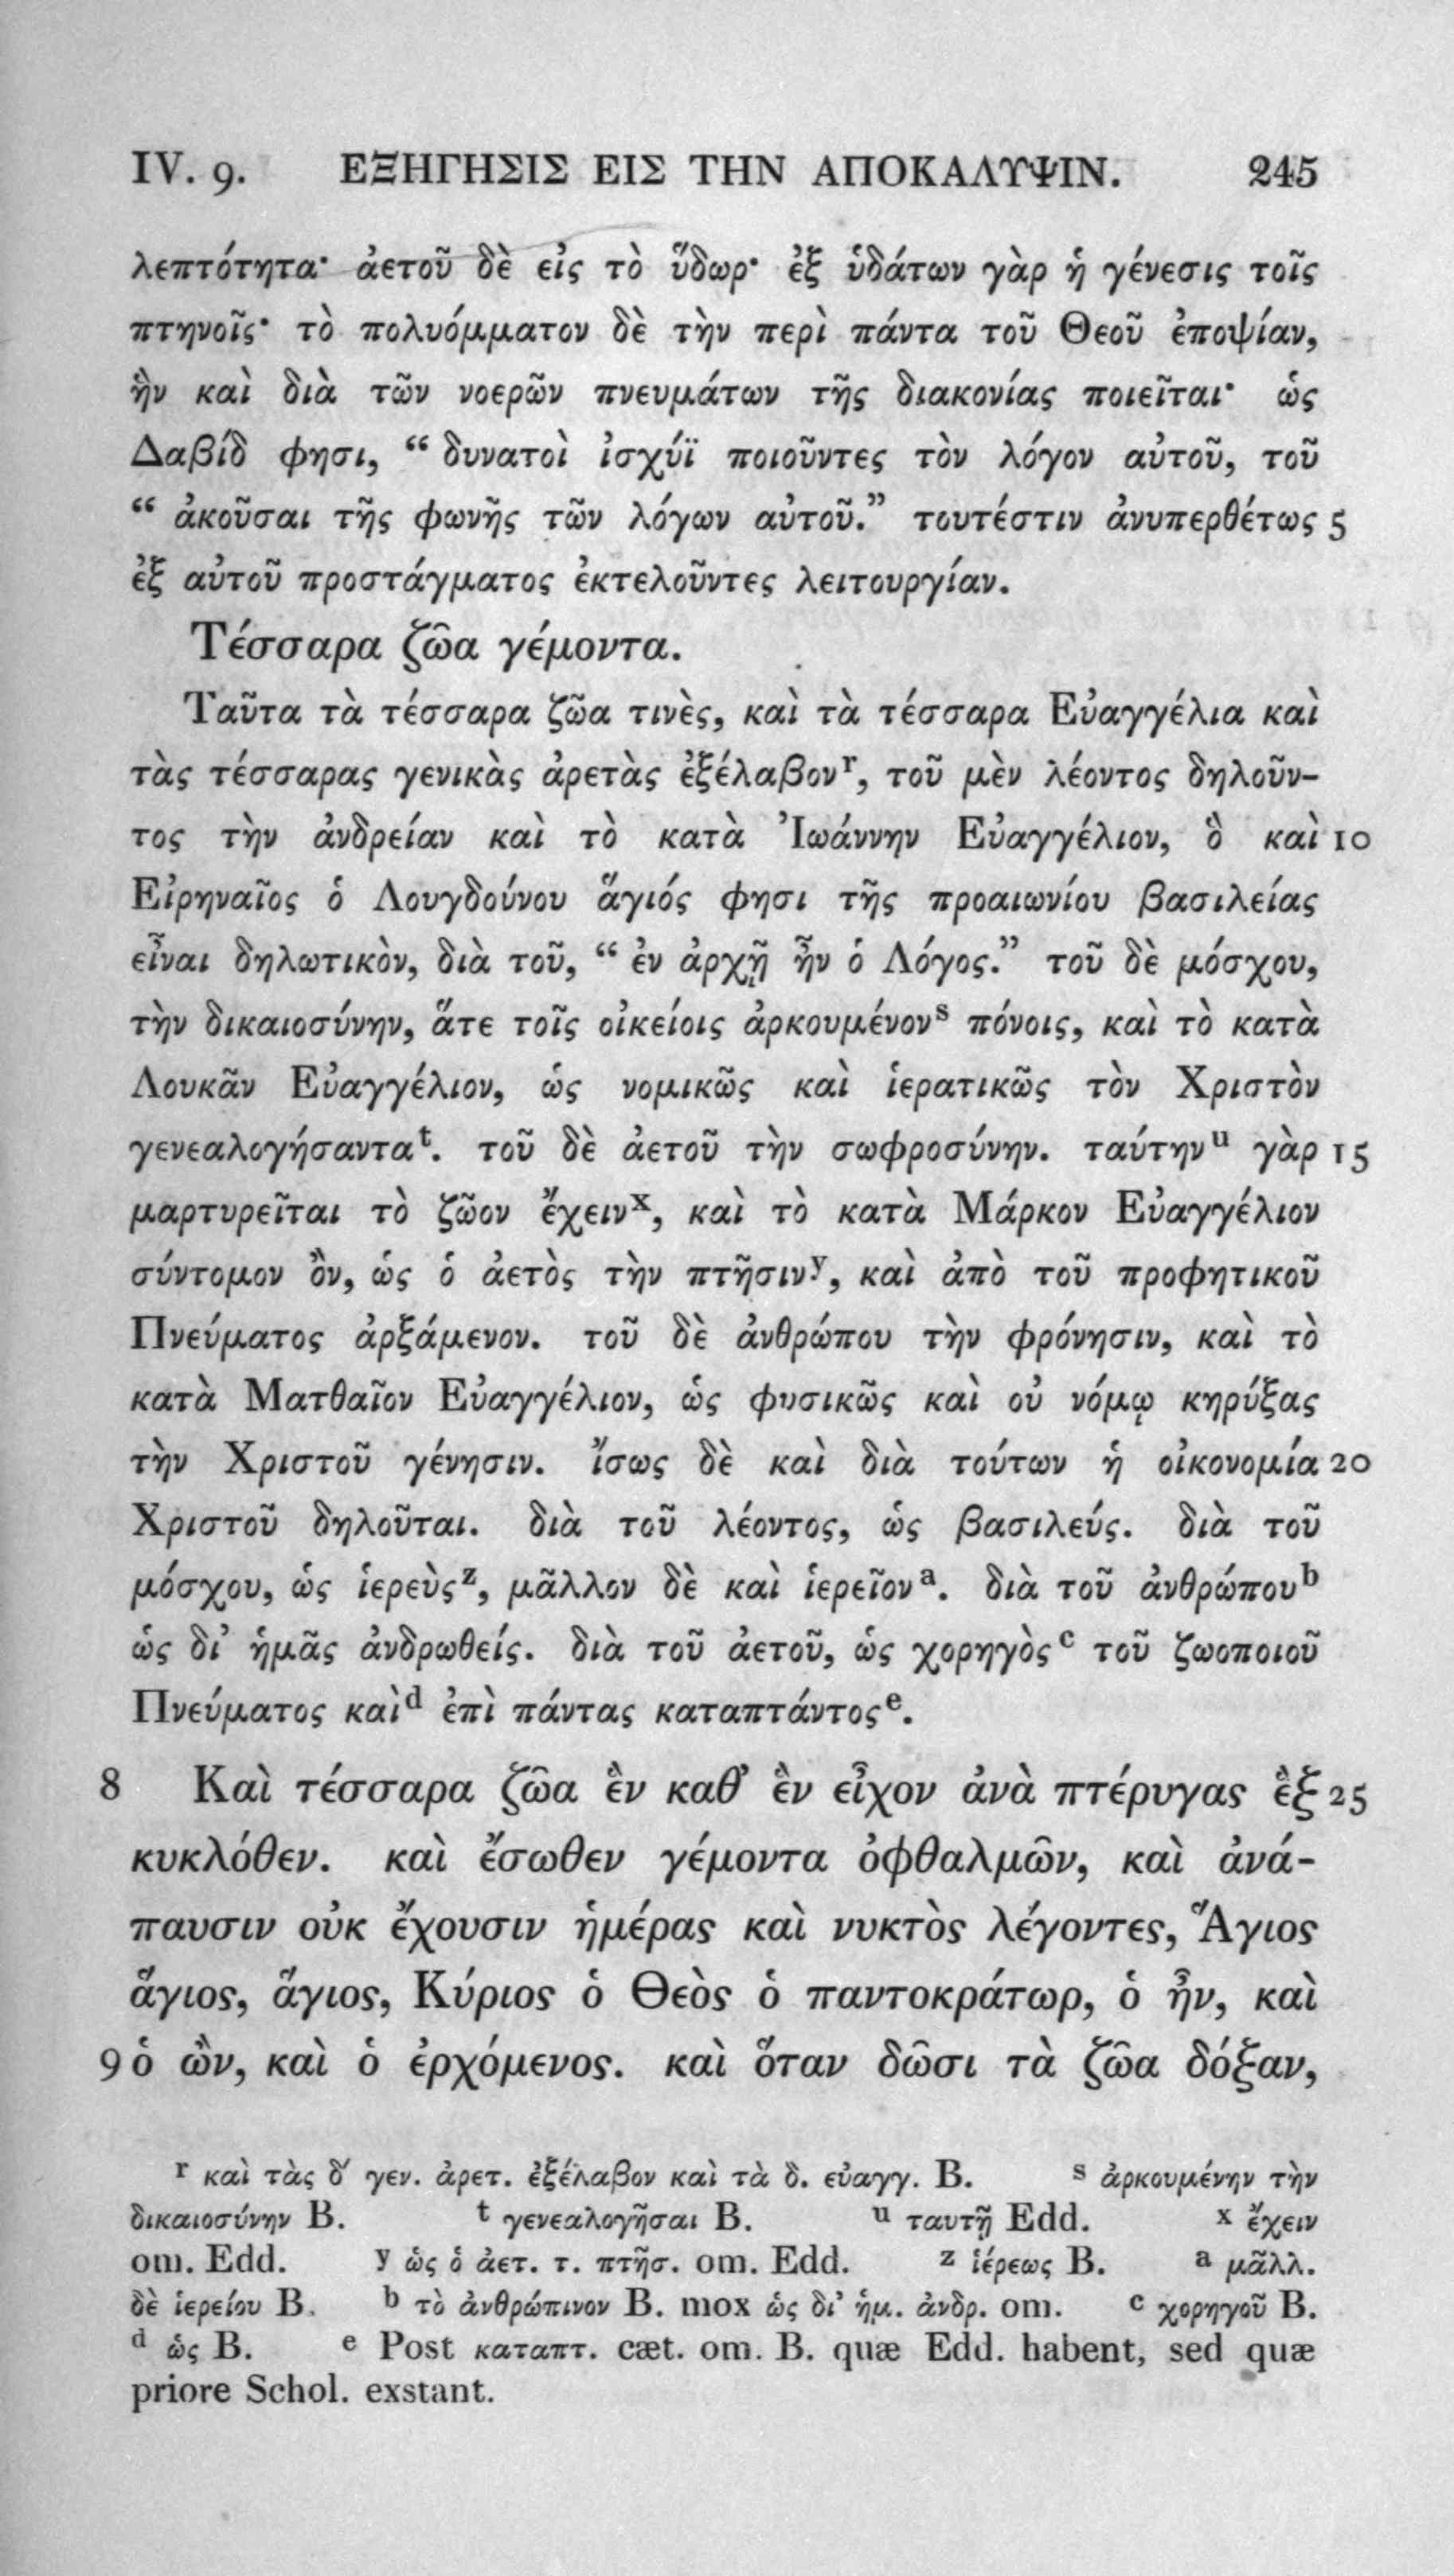 IV. 9. ΕΞΗΓΗΣΙΣ ΕΙΣ ΤΗΝ ΑΠΟΚΑΛΥΨΙΝ. 245
λεπτότητα· ἀετοῦ δὲ εἰς τὸ ὕδωρ· ἐξ ὑδάτων γὰρ ἡ γένεσις τοῖς
πτηνοῖς· τὸ πολυόμματον δὲ τὴν περὶ πάντα τοῦ Θεοῦ ἐποψίαν,
ἣν καὶ διὰ τῶν νοερῶν πνευμάτων τῆς διακονίας ποιεῖται· ὡς
Δαβίδ φησι, “ δυνατοὶ ἰσχύϊ ποιοῦντες τὸν λόγον αὐτοῦ, τοῦ
“ ἀκοῦσαι τῆς φωνῆς τῶν λόγων αὐτοῦ.” τουτέστιν ἀνυπερθέτως 5
ἐξ αὐτοῦ προστάγματος ἐκτελοῦντες λειτουργίαν.
Τέσσαρα ζῶα γέμοντα.
Ταῦτα τὰ τέσσαρα ζῶα τινὲς, καὶ τὰ τέσσαρα Εὐαγγέλια καὶ
τὰς τέσσαρας γενικὰς ἀρετὰς ἐξέλαβον r, τοῦ μὲν λέοντος δηλοῦν-
τος τὴν ἀνδρείαν καὶ τὸ κατὰ Ἰωάννην Εὐαγγέλιον, ὃ καὶ 10
Εἰρηναῖος ὁ Λουγδούνου ἅγιός φησι τῆς προαιωνίου βασιλείας
εἶναι δηλωτικὸν, διὰ τοῦ, “ ἐν ἀρχῇ ἦν ὁ Λόγος.” τοῦ δὲ μόσχου,
τὴν δικαιοσύνην, ἅτε τοῖς οἰκείοις ἀρκουμένον s πόνοις, καὶ τὸ κατὰ
Λουκᾶν Εὐαγγέλιον, ὡς νομικῶς καὶ ἱερατικῶς τὸν Χριστὸν
γενεαλογήσαντα t. τοῦ δὲ ἀετοῦ τὴν σωφροσύνην. ταύτην u γὰρ 15
μαρτυρεῖται τὸ ζῶον ἔχειν x, καὶ τὸ κατὰ Μάρκον Εὐαγγέλιον
σύντομον ὂν, ὡς ὁ ἀετὸς τὴν πτῆσιν y, καὶ ἀπὸ τοῦ προφητικοῦ
Πνεύματος ἀρξάμενον. τοῦ δὲ ἀνθρώπου τὴν φρόνησιν, καὶ τὸ
κατὰ Ματθαῖον Εὐαγγέλιον, ὡς φυσικῶς καὶ οὐ νόμῳ κηρύξας
τὴν Χριστοῦ γένησιν. ἴσως δὲ καὶ διὰ τούτων ἡ οἰκονομία 20
Χριστοῦ δηλοῦται. διὰ τοῦ λέοντος, ὡς βασιλεύς. διὰ τοῦ
μόσχου, ὡς ἱερεὺς z, μᾶλλον δὲ καὶ ἱερεῖον a. διὰ τοῦ ἀνθρώπου b
ὡς δι’ ἡμᾶς ἀνδρωθείς. διὰ τοῦ ἀετοῦ, ὡς χορηγὸς c τοῦ ζωοποιοῦ
Πνεύματος καὶ d ἐπὶ πάντας καταπτάντος e.
8 Καὶ τέσσαρα ζῶα ἓν καθ’ ἓν εἶχον ἀνὰ πτέρυγας ἓξ 25
κυκλόθεν. καὶ ἔσωθεν γέμοντα ὀφθαλμῶν, καὶ ἀνά-
παυσιν οὐκ ἔχουσιν ἡμέρας καὶ νυκτὸς λέγοντες, Ἅγιος
ἅγιος, ἅγιος, Κύριος ὁ Θεὸς ὁ παντοκράτωρ, ὁ ἦν, καὶ
9 ὁ ὢν, καὶ ὁ ἐρχόμενος. καὶ ὅταν δῶσι τὰ ζῶα δόξαν,
r καὶ τὰς δ′ γεν. ἀρετ. ἐξέλαβον καὶ τὰ δ. εὐαγγ. B. s ἀρκουμένην τὴν
δικαιοσύνην B. t γενεαλογῆσαι B. u ταυτῇ Edd. x ἔχειν
om. Edd. y ὡς ὁ ἀετ. τ. πτῆσ. om. Edd. z ἱέρεως B. a μᾶλλ.
δὲ ἱερείου B. b τὸ ἀνθρώπινον B. mox ὡς δι’ ἡμ. ἀνδρ. om. c χορηγοῦ B.
d ὡς B. e Post καταπτ. cæt. om. B. quæ Edd. habent, sed quæ
priore Schol. exstant.